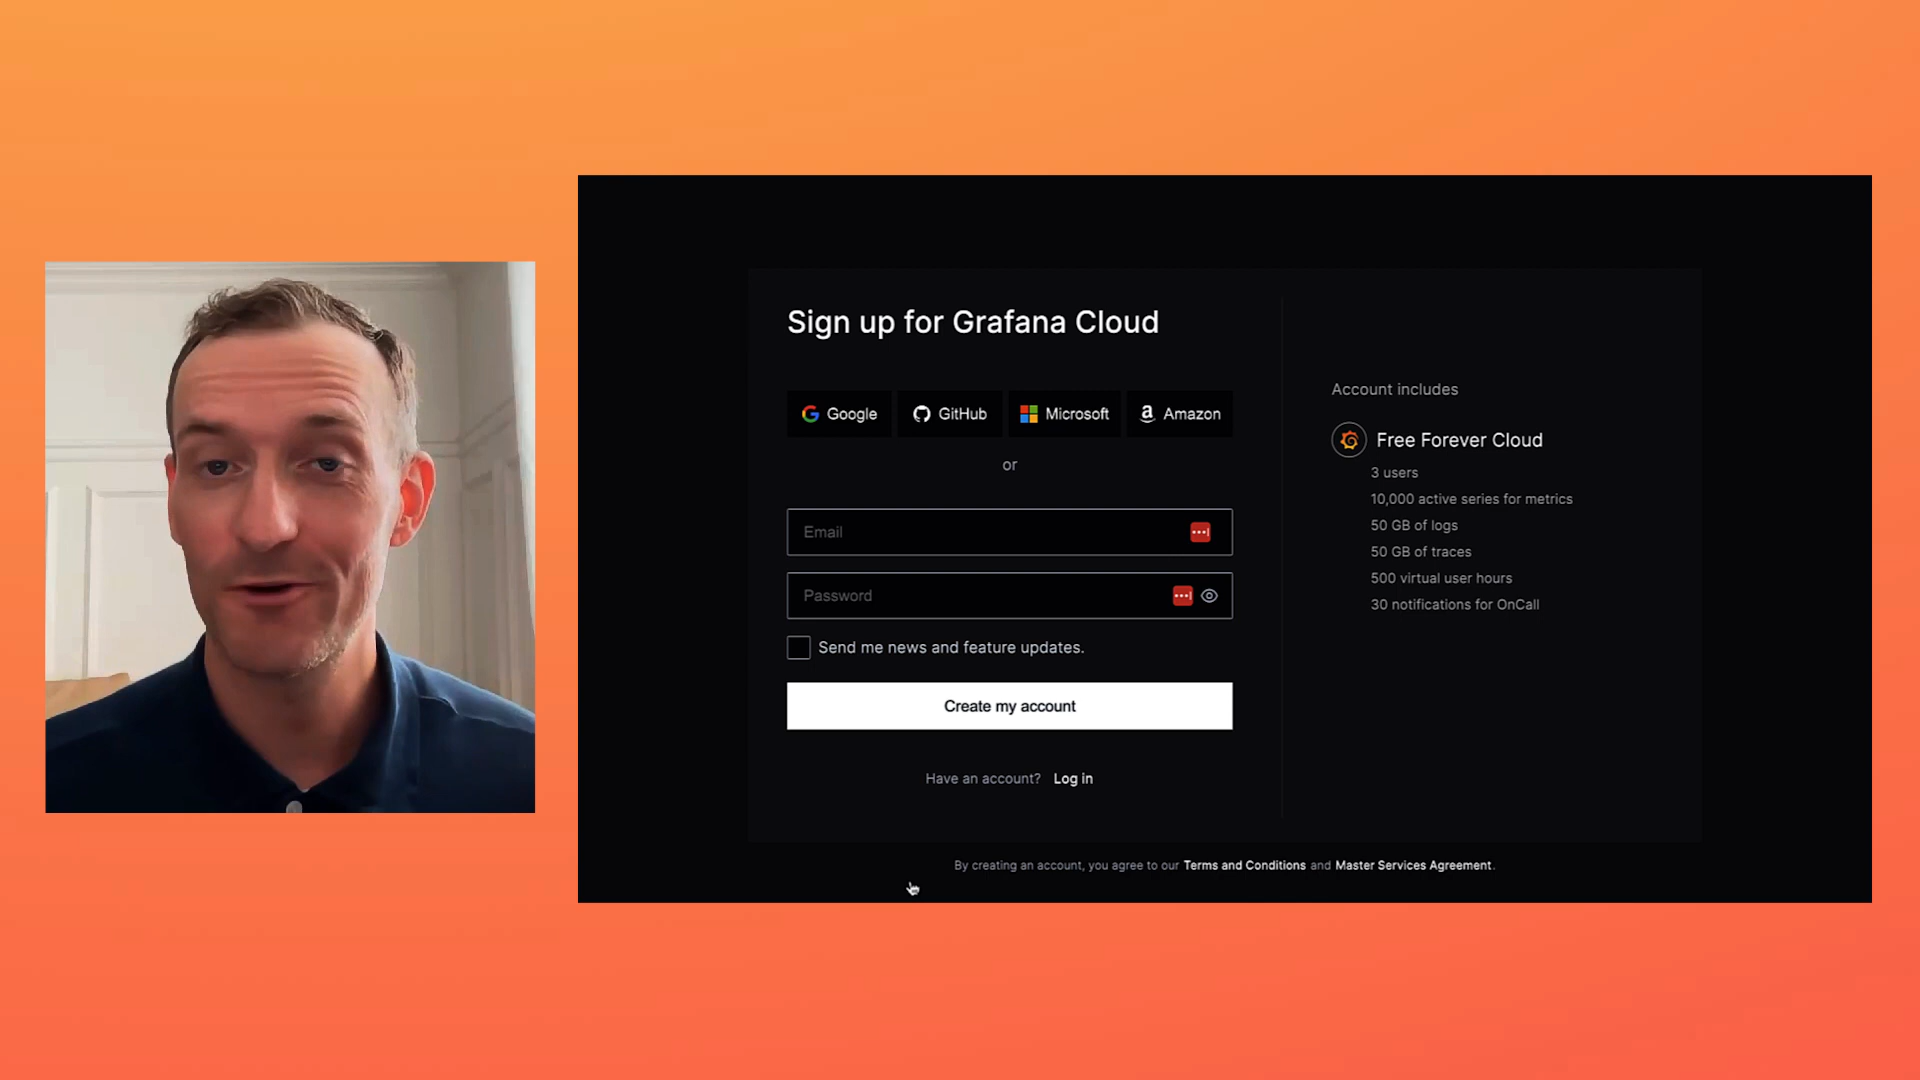 Sign up for Grafana Cloud
Google GitHub Microsoft Amazon
or
Email
Password
Send me news and feature updates.
Create my account
Have an account? Log in
Account includes
Free Forever Cloud
3 users
10,000 active series for metrics
50 GB of logs
50 GB of traces
500 virtual user hours
30 notifications for OnCall
By creating an account, you agree to our Terms and Conditions and Master Services Agreement.